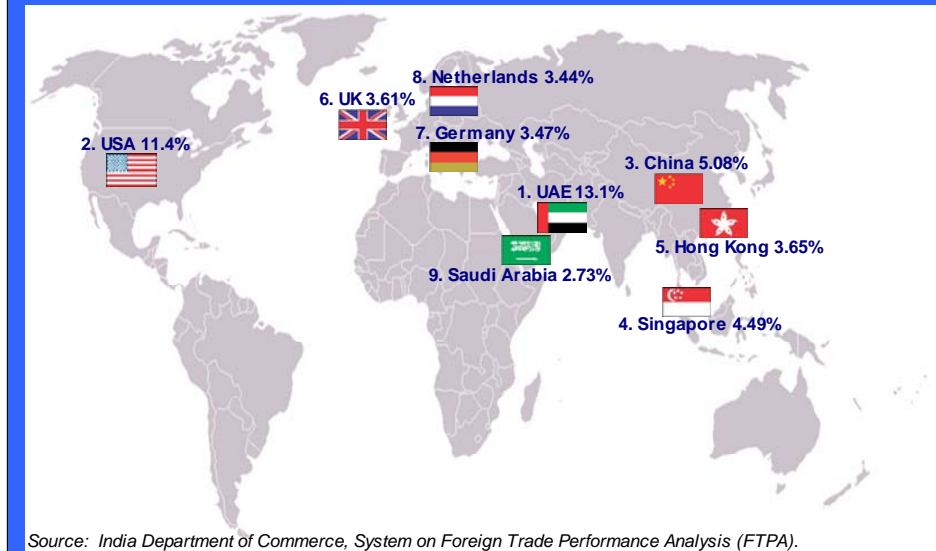 8. Netherlands 3.44%
6. UK 3.61%
7. Germany 3.47%
2. USA 11.4%
3. China 5.08%
1. UAE 13.1%
5. Hong Kong 3.65%
9. Saudi Arabia 2.73%
4. Singapore 4.49%
Source: India Department of Commerce, System on Foreign Trade Performance Analysis (FTPA).